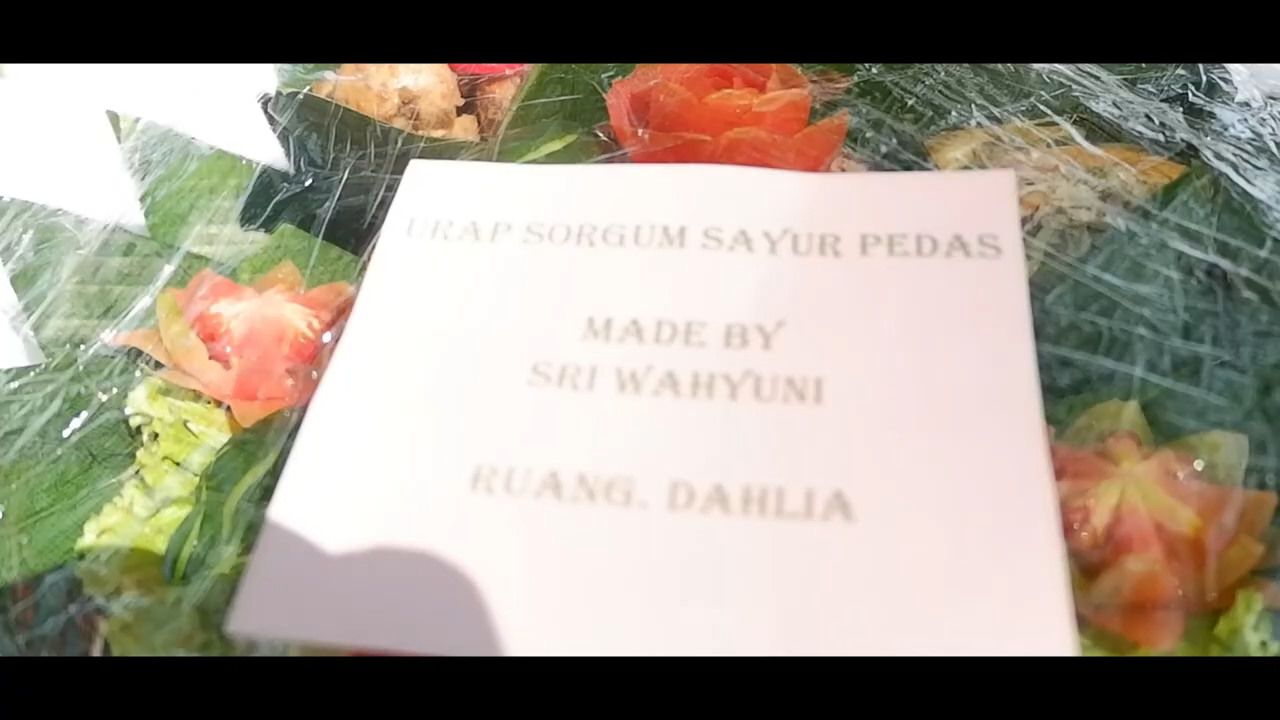 URAP SORGUM SAYUR PEDAS
MADE BY
SRI WAHYUNI
RUANG. DAHLIA